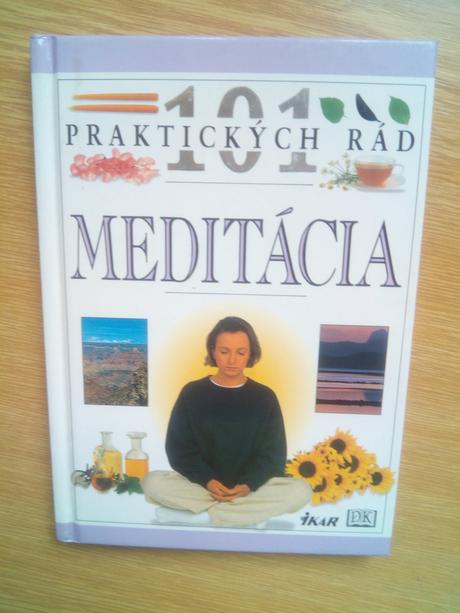 101
PRAKTICKÝCH RÁD
MEDITÁCIA
IKAR
DK